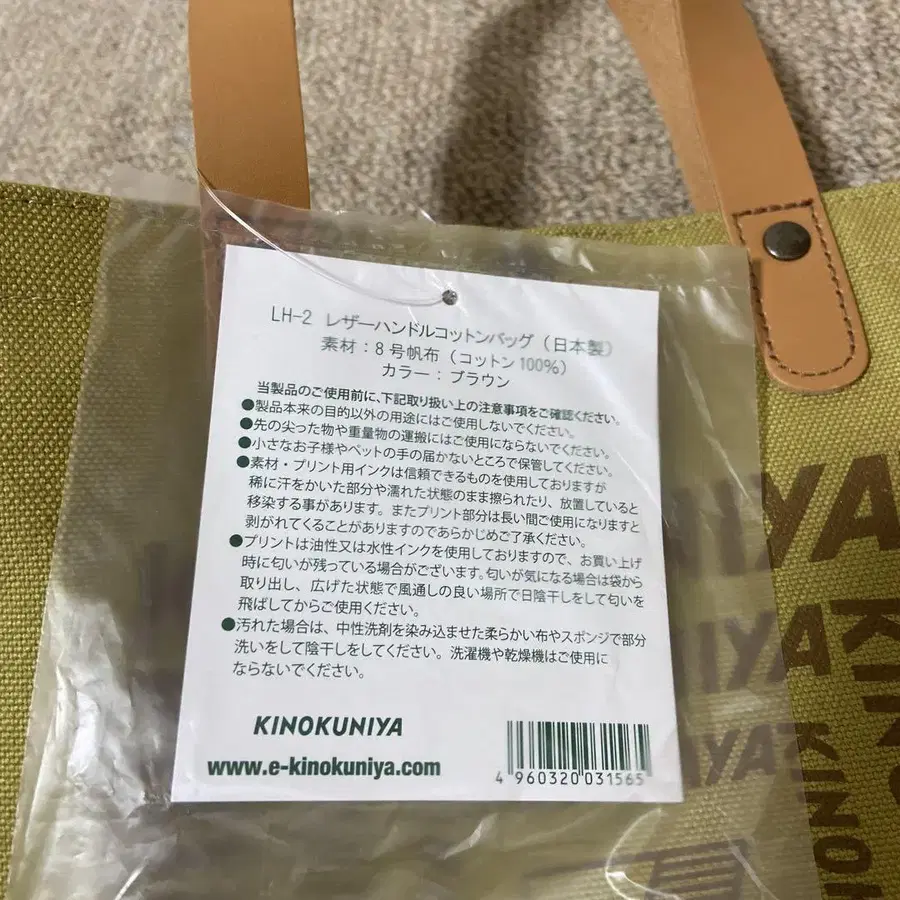 LH-2 レザーハンドルコットンバッグ（日本製）
素材：8号帆布（コットン100%）
カラー：ブラウン
当製品のご使用前に、下記取り扱い上の注意事項をご確認ください。
●製品本来の目的以外の用途にはご使用しないでください。
●先の尖った物や重量物の運搬にはご使用にならないでください。
●小さなお子様やペットの手の届かないところで保管してください。
●素材・プリント用インクは信頼できるものを使用しておりますが
稀に汗をかいた部分や濡れた状態のまま擦られたり、放置していると
移染する事があります。またプリント部分は長い間ご使用になりますと
剥がれてくることがありますのであらかじめご了承ください。
●プリントは油性又は水性インクを使用しておりますので、お買い上げ
時に匂いが残っている場合がございます。匂いが気になる場合は袋から
取り出し、広げた状態で風通しの良い場所で日陰干しをして匂いを
飛ばしてからご使用ください。
●汚れた場合は、中性洗剤を染み込ませた柔らかい布やスポンジで部分
洗いをして陰干しをしてください。洗濯機や乾燥機はご使用に
ならないでください。
KINOKUNIYA
www.e-kinokuniya.com
4 960320 031565
NIYA
NIYA
IYA
KINO
KINO